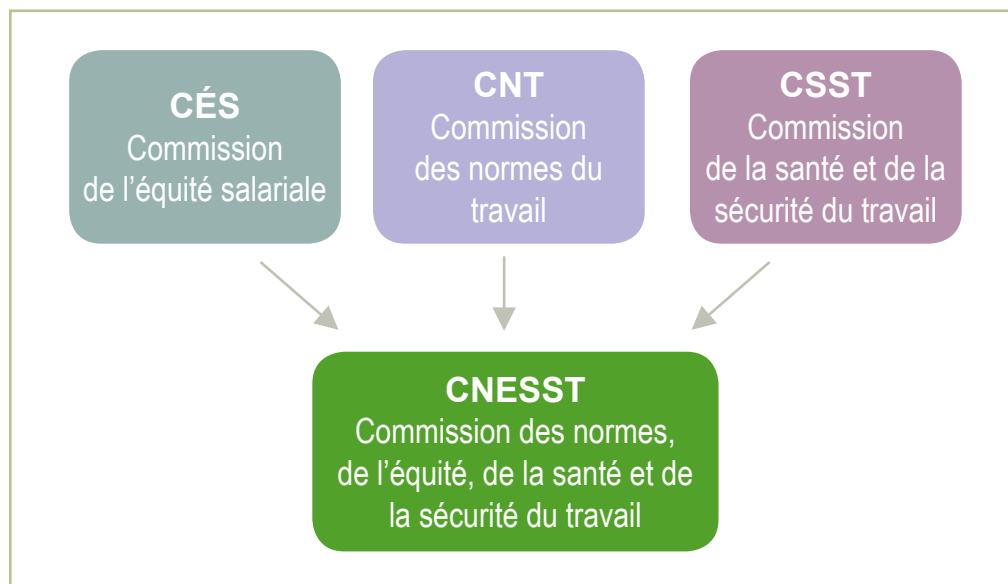 CÉS
Commission
de l’équité salariale
CNT
Commission
des normes du
travail
CSST
Commission
de la santé et de la
sécurité du travail
CNESST
Commission des normes,
de l’équité, de la santé et de
la sécurité du travail